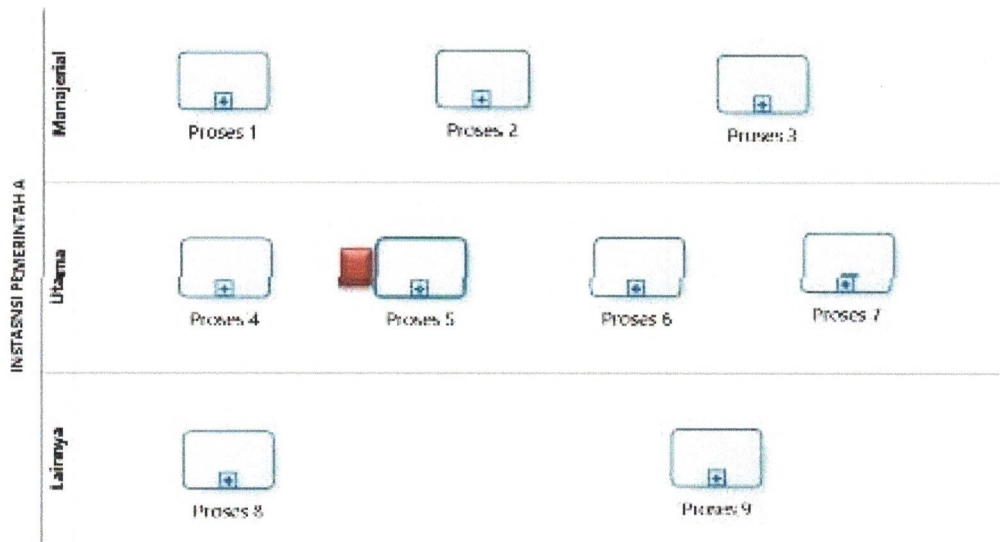 INSTASNSI PEMERINTAH A
Manajerial
Proses 1
Proses 2
Proses 3
Utama
Proses 4
Proses 5
Proses 6
Proses 7
Lainnya
Proses 8
Proses 9